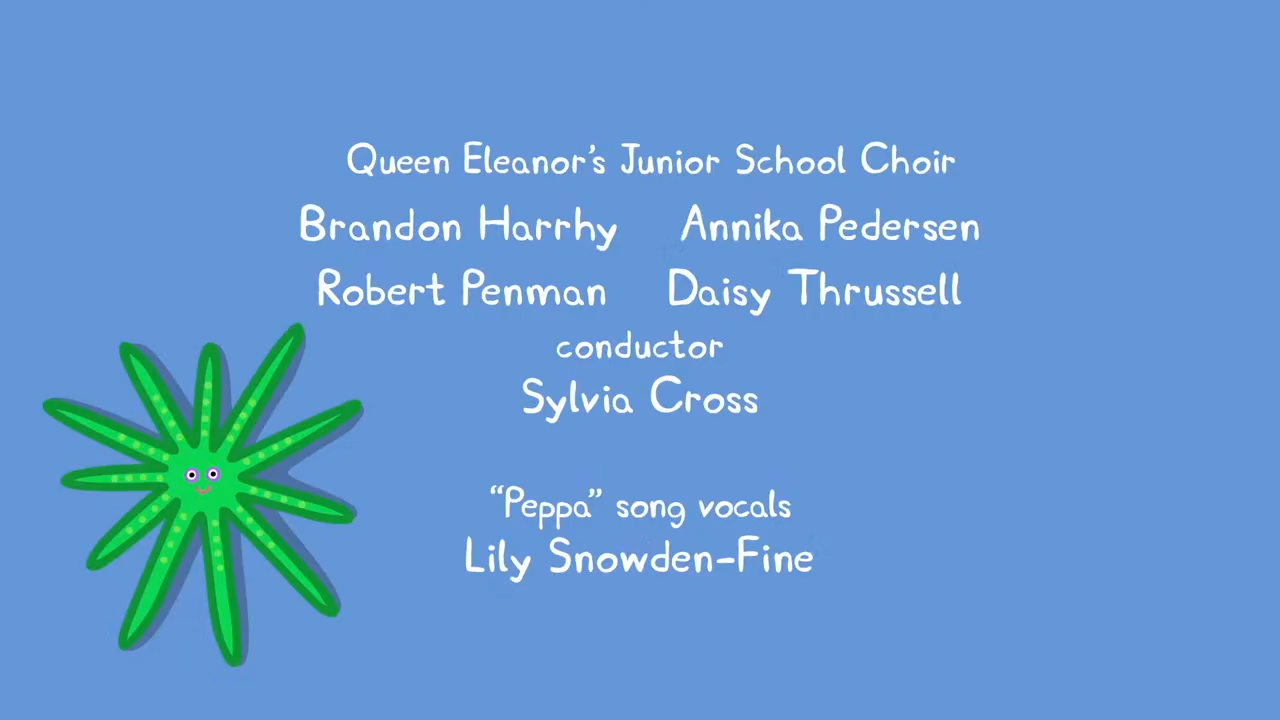 Queen Eleanor's Junior School Choir
Brandon Harrhy Annika Pedersen
Robert Penman Daisy Thrussell
conductor
Sylvia Cross
“Peppa” song vocals
Lily Snowden-Fine